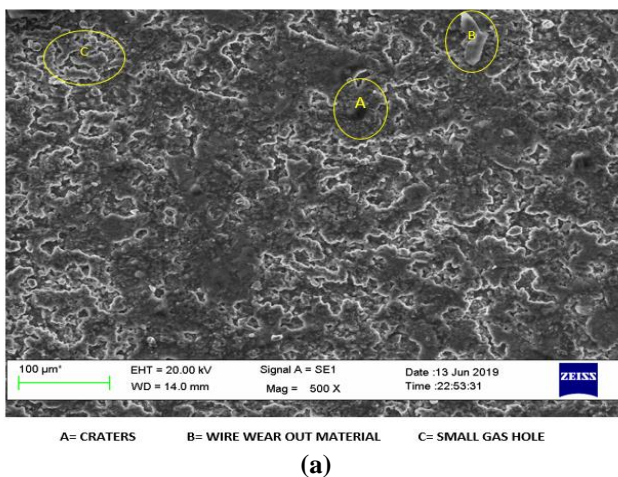 C
B
A
100 µm*
EHT = 20.00 kV
Signal A = SE1
Date :13 Jun 2019
WD = 14.0 mm
Mag = 500 X
Time :22:53:31
ZEISS
A= CRATERS B= WIRE WEAR OUT MATERIAL C= SMALL GAS HOLE
(a)